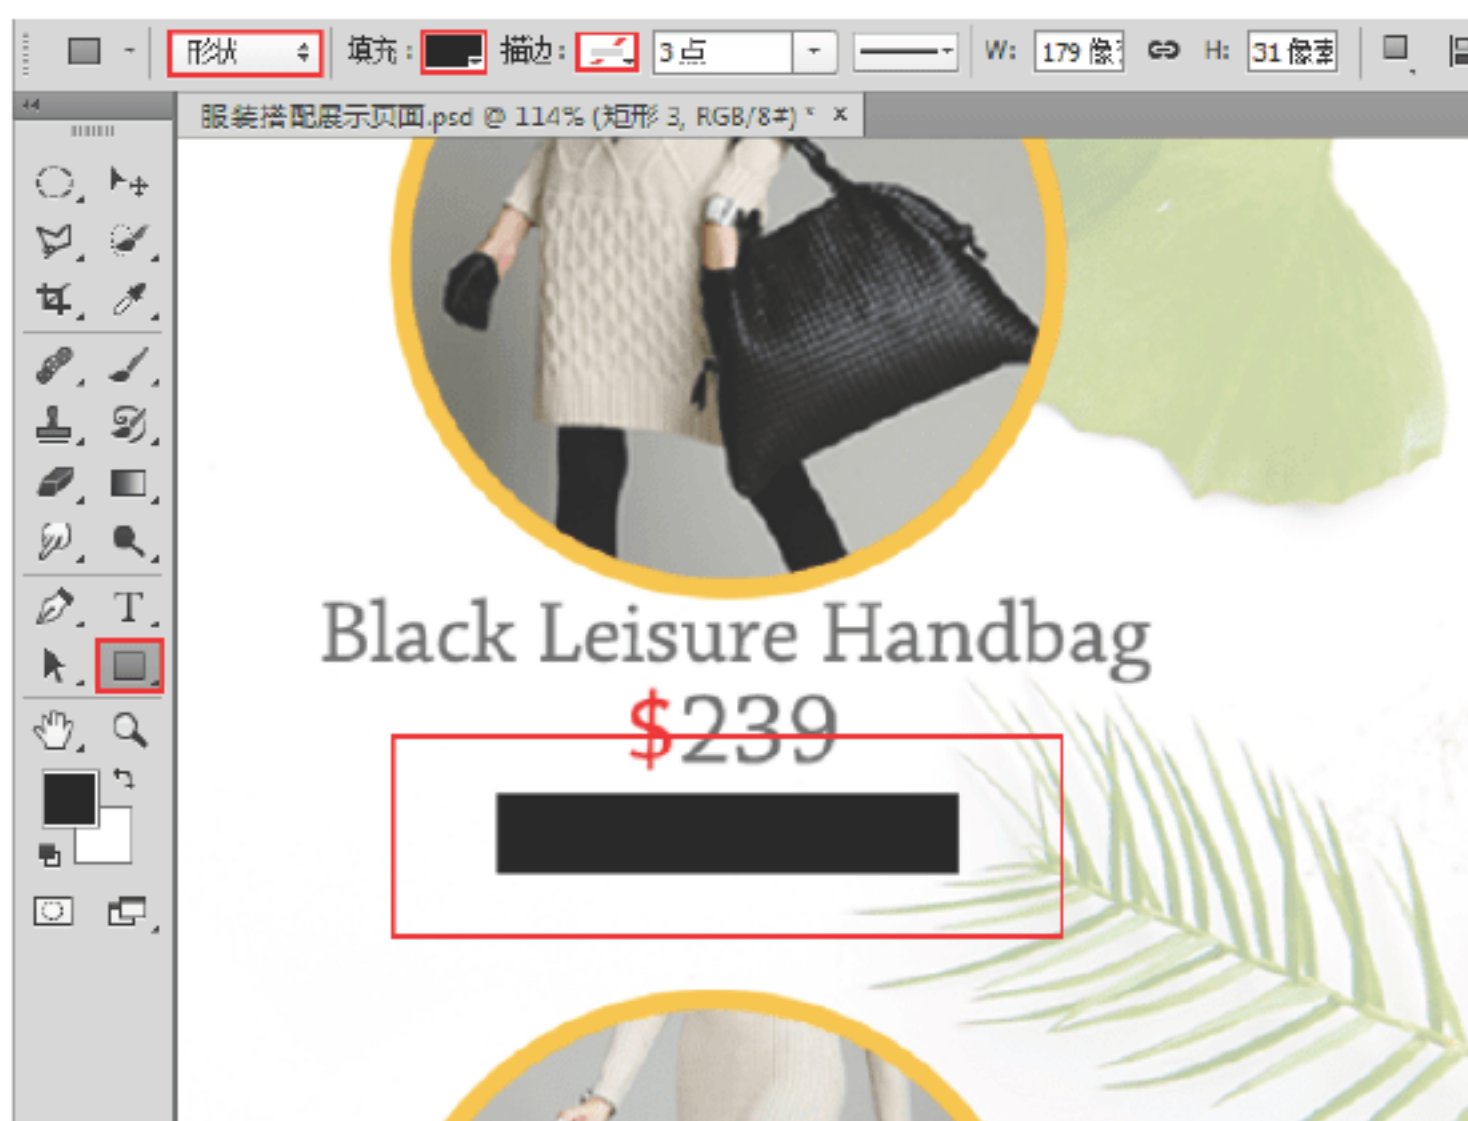 形状 填充: 描边: 3点 W: 179 像 H: 31 像素
服装搭配展示页面.psd @ 114% (矩形 3, RGB/8#) * ×
T
Black Leisure Handbag
$239